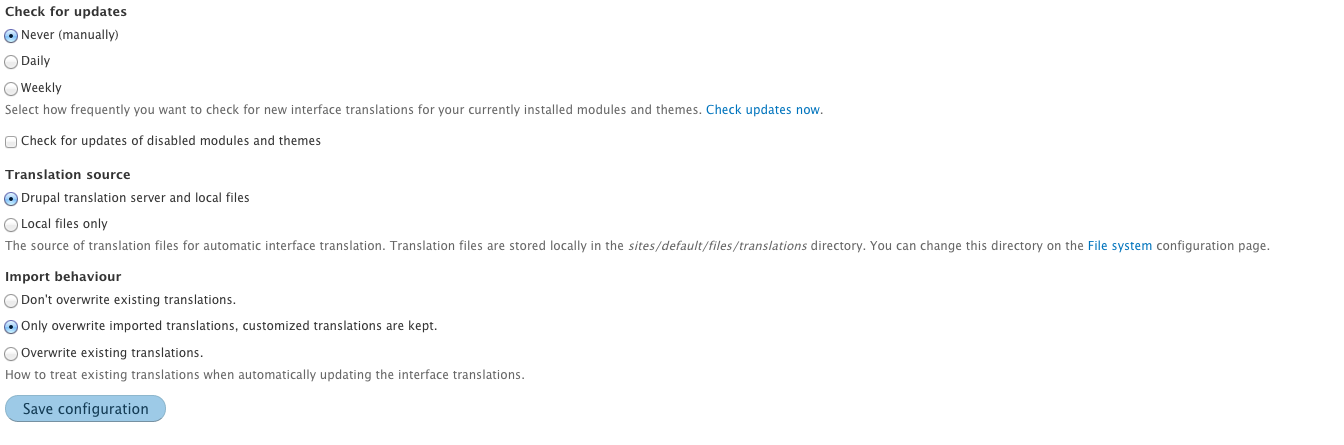 Check for updates
Never (manually)
Daily
Weekly
Select how frequently you want to check for new interface translations for your currently installed modules and themes. Check updates now.
Check for updates of disabled modules and themes
Translation source
Drupal translation server and local files
Local files only
The source of translation files for automatic interface translation. Translation files are stored locally in the sites/default/files/translations directory. You can change this directory on the File system configuration page.
Import behaviour
Don't overwrite existing translations.
Only overwrite imported translations, customized translations are kept.
Overwrite existing translations.
How to treat existing translations when automatically updating the interface translations.
Save configuration